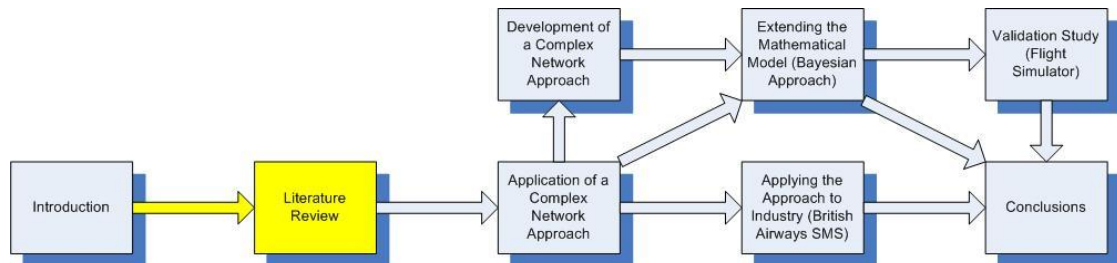 Development of
a Complex
Network
Approach
Extending the
Mathematical
Model (Bayesian
Approach)
Validation Study
(Flight
Simulator)
Introduction
Literature
Review
Application of a
Complex
Network
Approach
Applying the
Approach to
Industry (British
Airways SMS)
Conclusions